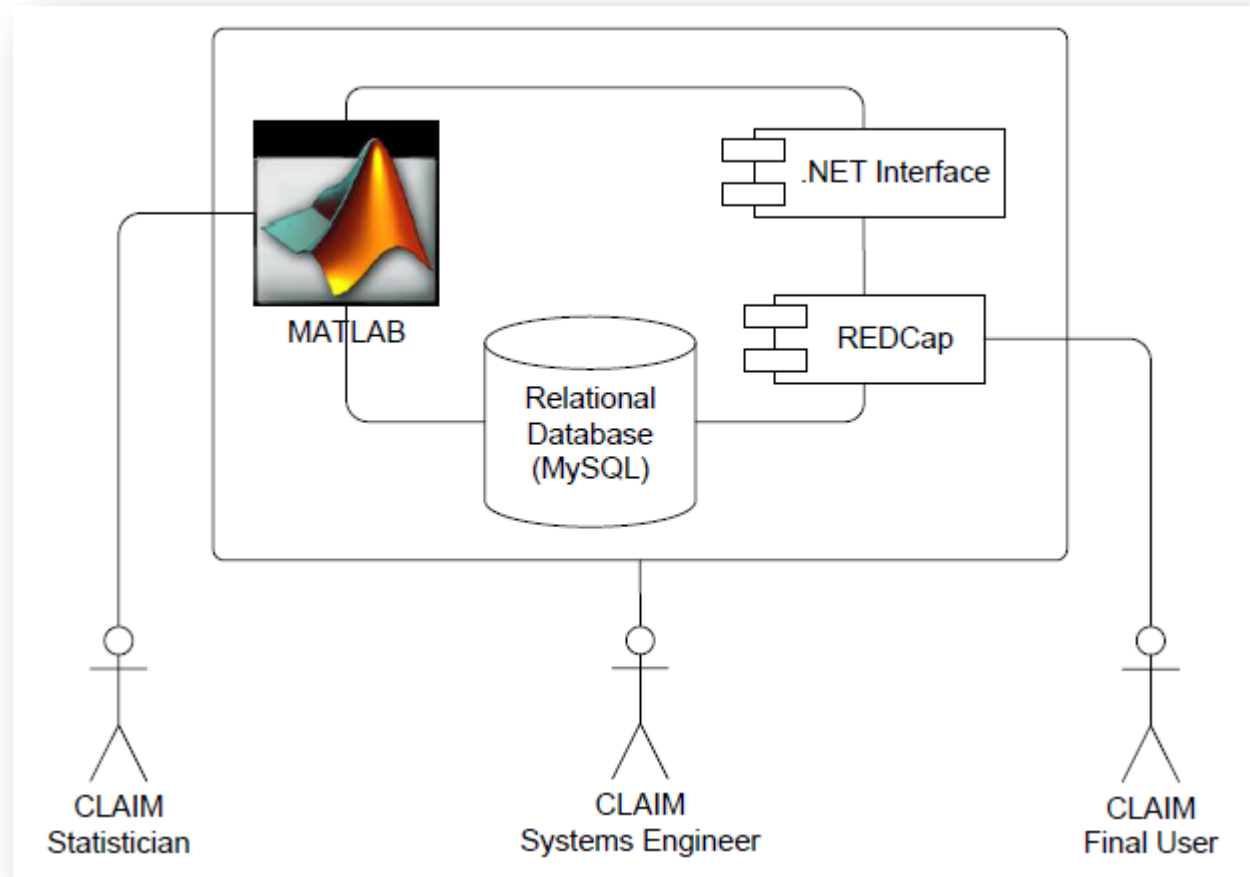 .NET Interface
MATLAB
REDCap
Relational
Database
(MySQL)
CLAIM
Statistician
CLAIM
Systems Engineer
CLAIM
Final User